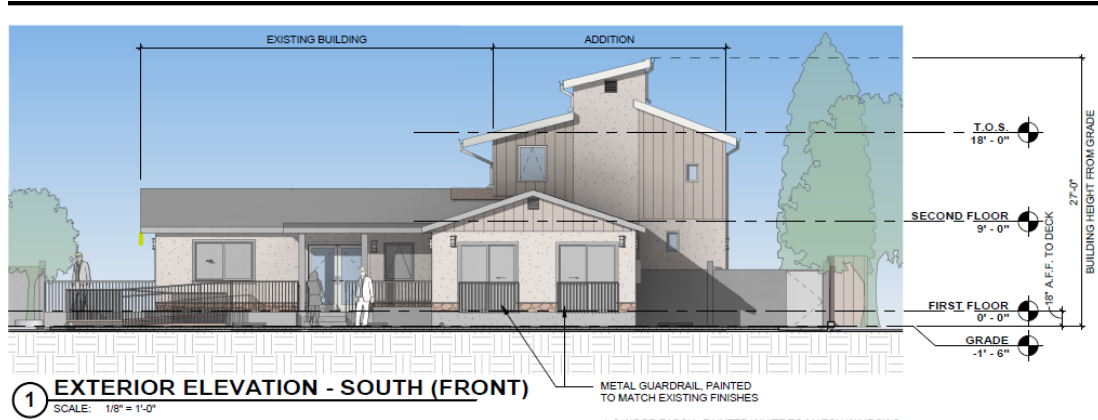 EXISTING BUILDING
ADDITION
T.O.S.
18' - 0"
SECOND FLOOR
9' - 0"
FIRST FLOOR
0' - 0"
GRADE
-1' - 6"
18" A.F.F. TO DECK
27'-0"
BUILDING HEIGHT FROM GRADE
1
EXTERIOR ELEVATION - SOUTH (FRONT)
SCALE: 1/8" = 1'-0"
METAL GUARDRAIL, PAINTED
TO MATCH EXISTING FINISHES